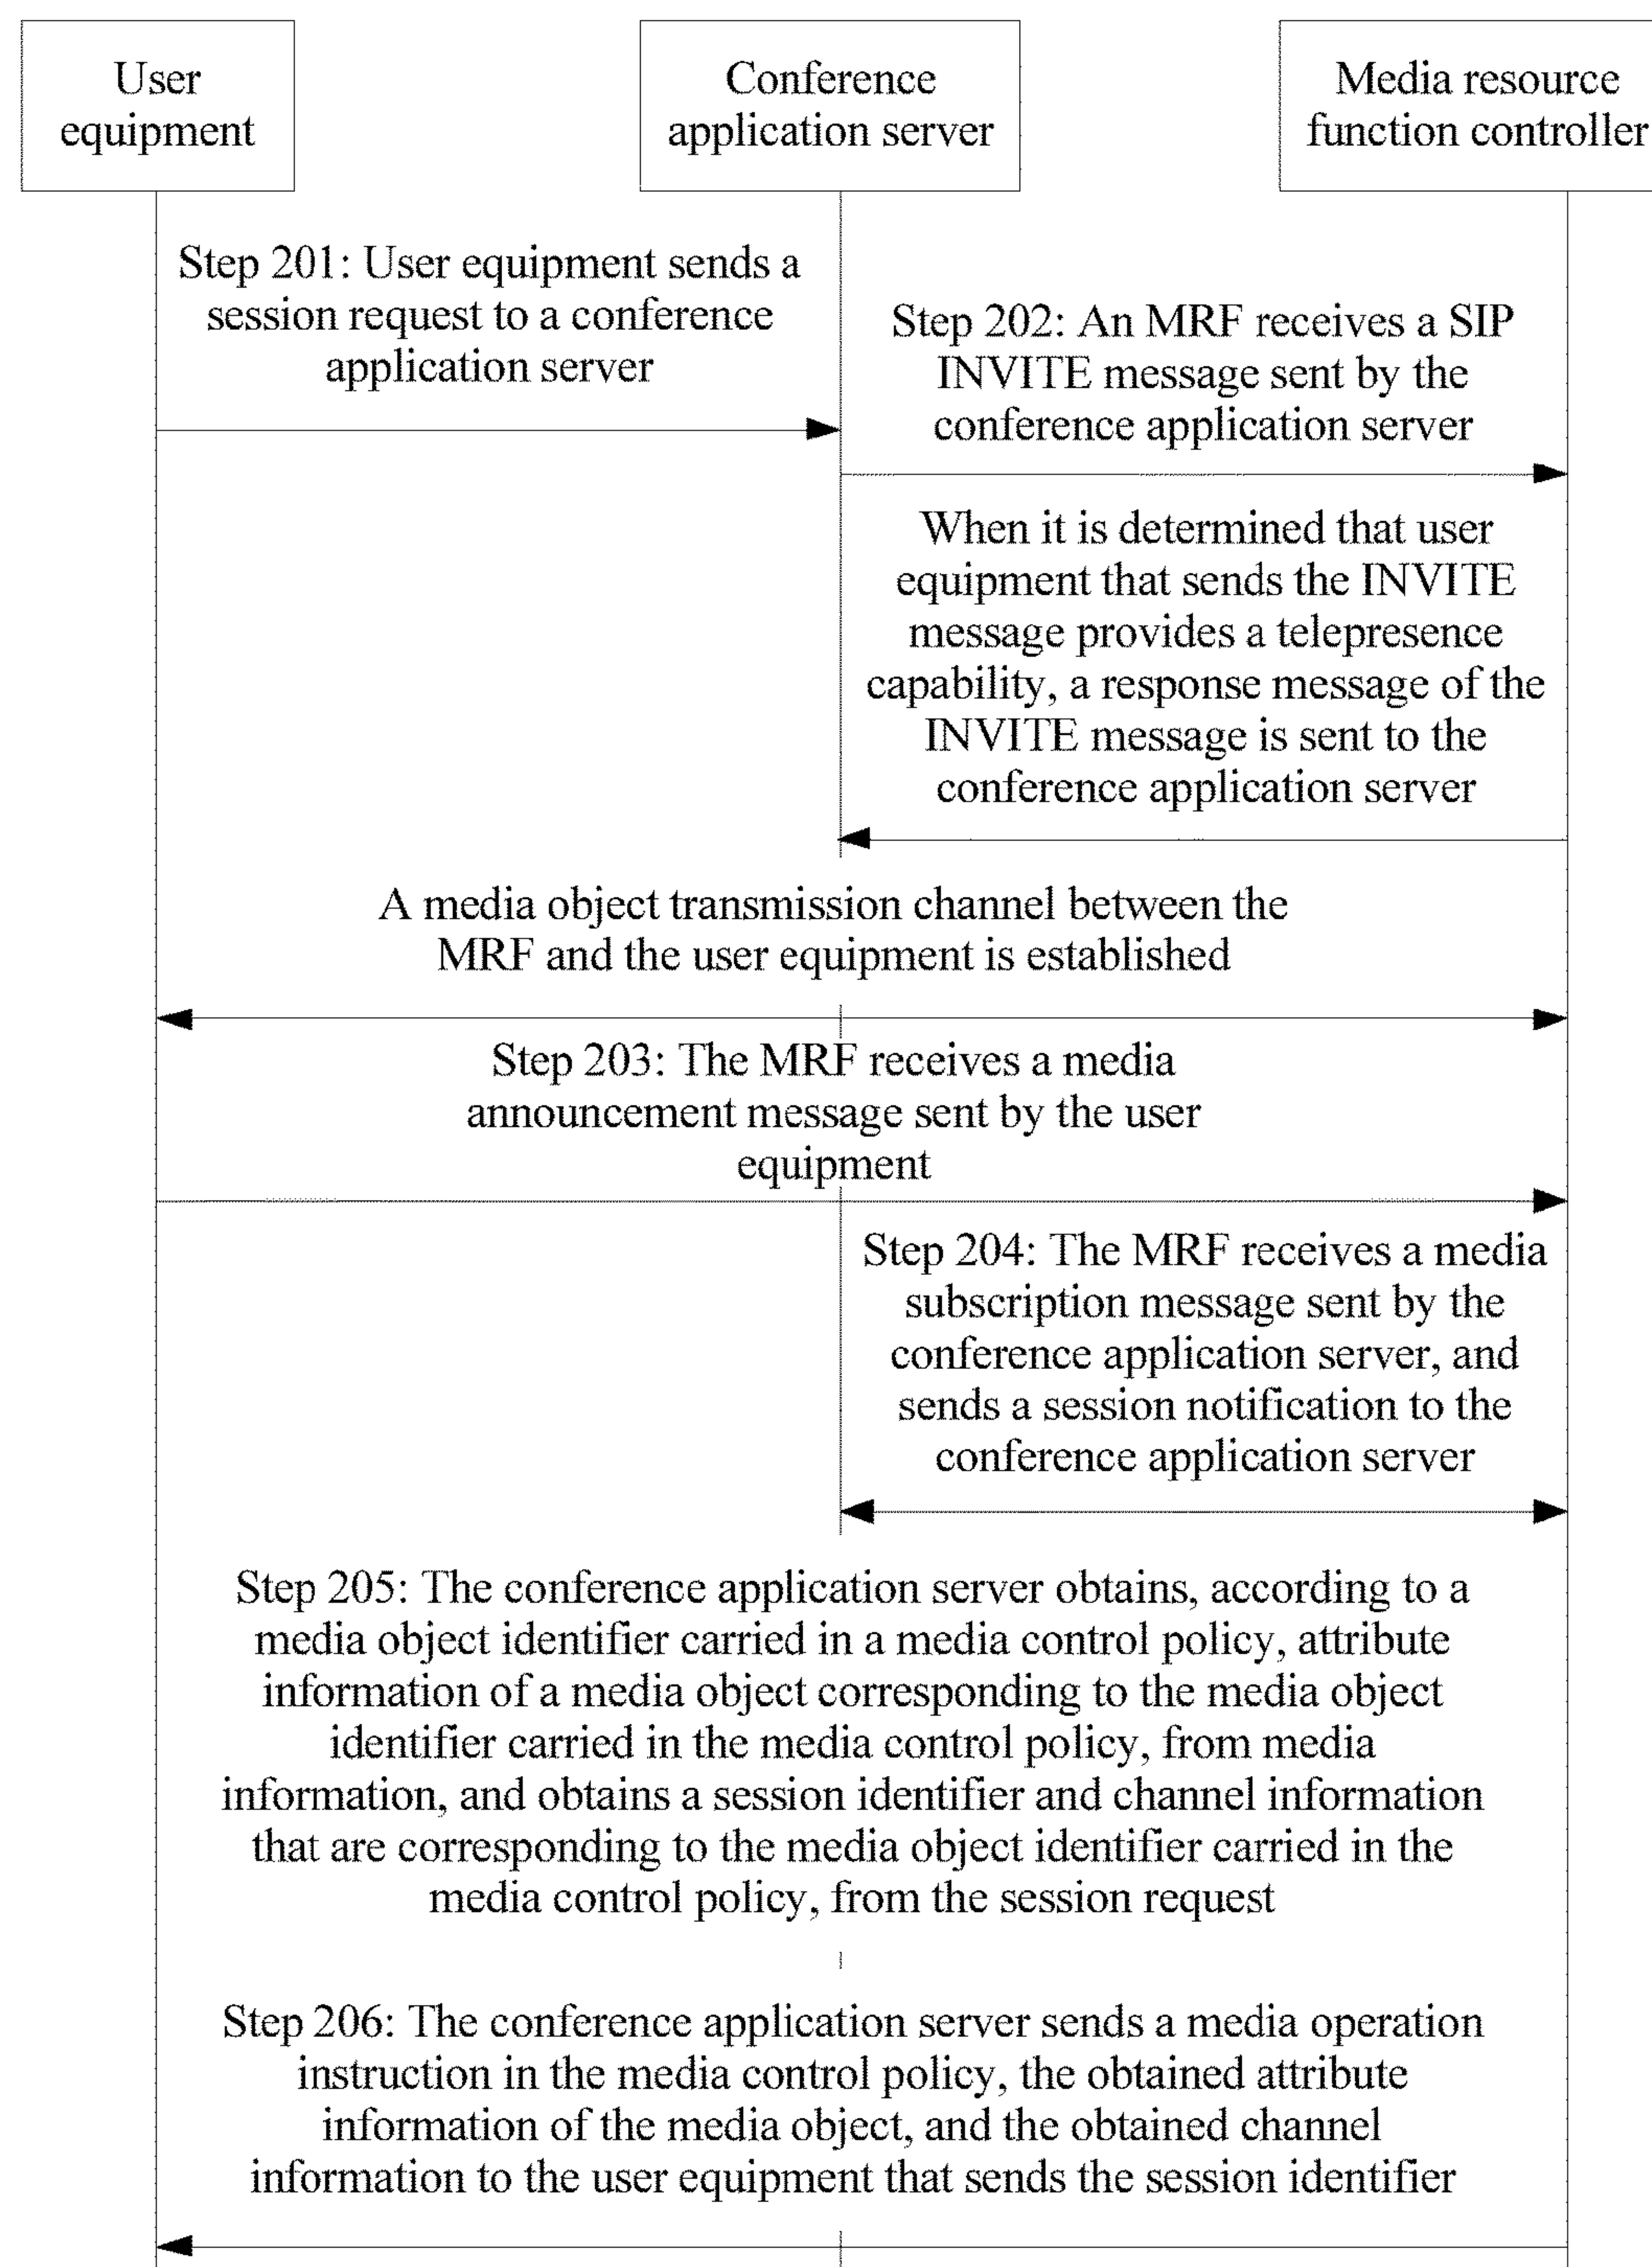 User
equipment
Conference
application server
Media resource
function controller
Step 201: User equipment sends a
session request to a conference
application server
Step 202: An MRF receives a SIP
INVITE message sent by the
conference application server
When it is determined that user
equipment that sends the INVITE
message provides a telepresence
capability, a response message of the
INVITE message is sent to the
conference application server
A media object transmission channel between the
MRF and the user equipment is established
Step 203: The MRF receives a media
announcement message sent by the user
equipment
Step 204: The MRF receives a media
subscription message sent by the
conference application server, and
sends a session notification to the
conference application server
Step 205: The conference application server obtains, according to a
media object identifier carried in a media control policy, attribute
information of a media object corresponding to the media object
identifier carried in the media control policy, from media
information, and obtains a session identifier and channel information
that are corresponding to the media object identifier carried in the
media control policy, from the session request
Step 206: The conference application server sends a media operation
instruction in the media control policy, the obtained attribute
information of the media object, and the obtained channel
information to the user equipment that sends the session identifier